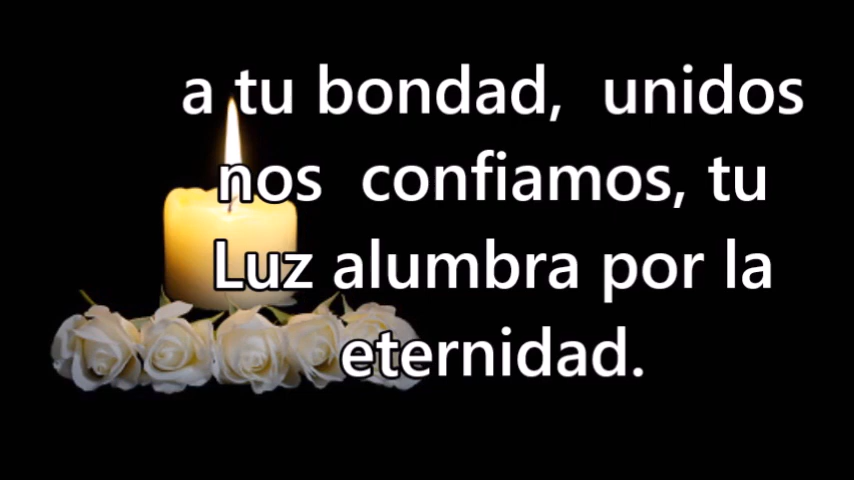 a tu bondad, unidos
nos confiamos, tu
Luz alumbra por la
eternidad.